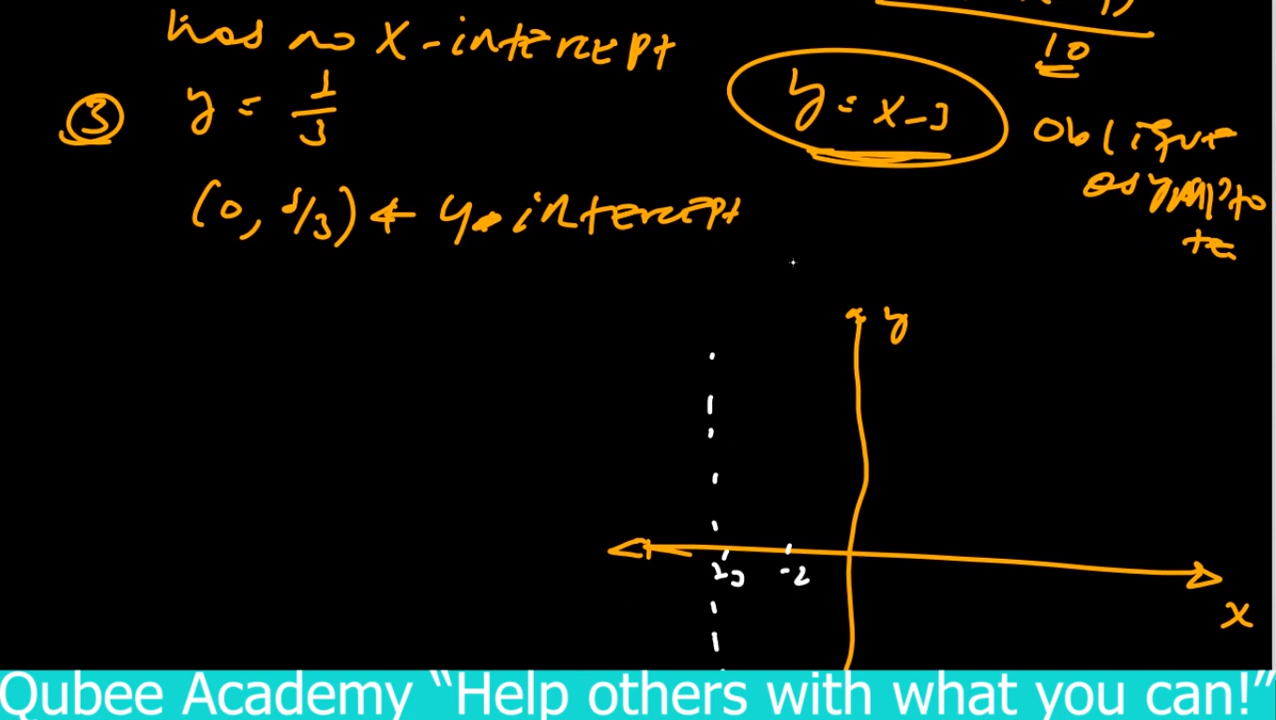 has no x-intercept
10
③ y = 1/3
y = x-3
Oblique asymptote
(0, 1/3) ← y-intercept
y
-3 -2
x
Qubee Academy “Help others with what you can!”